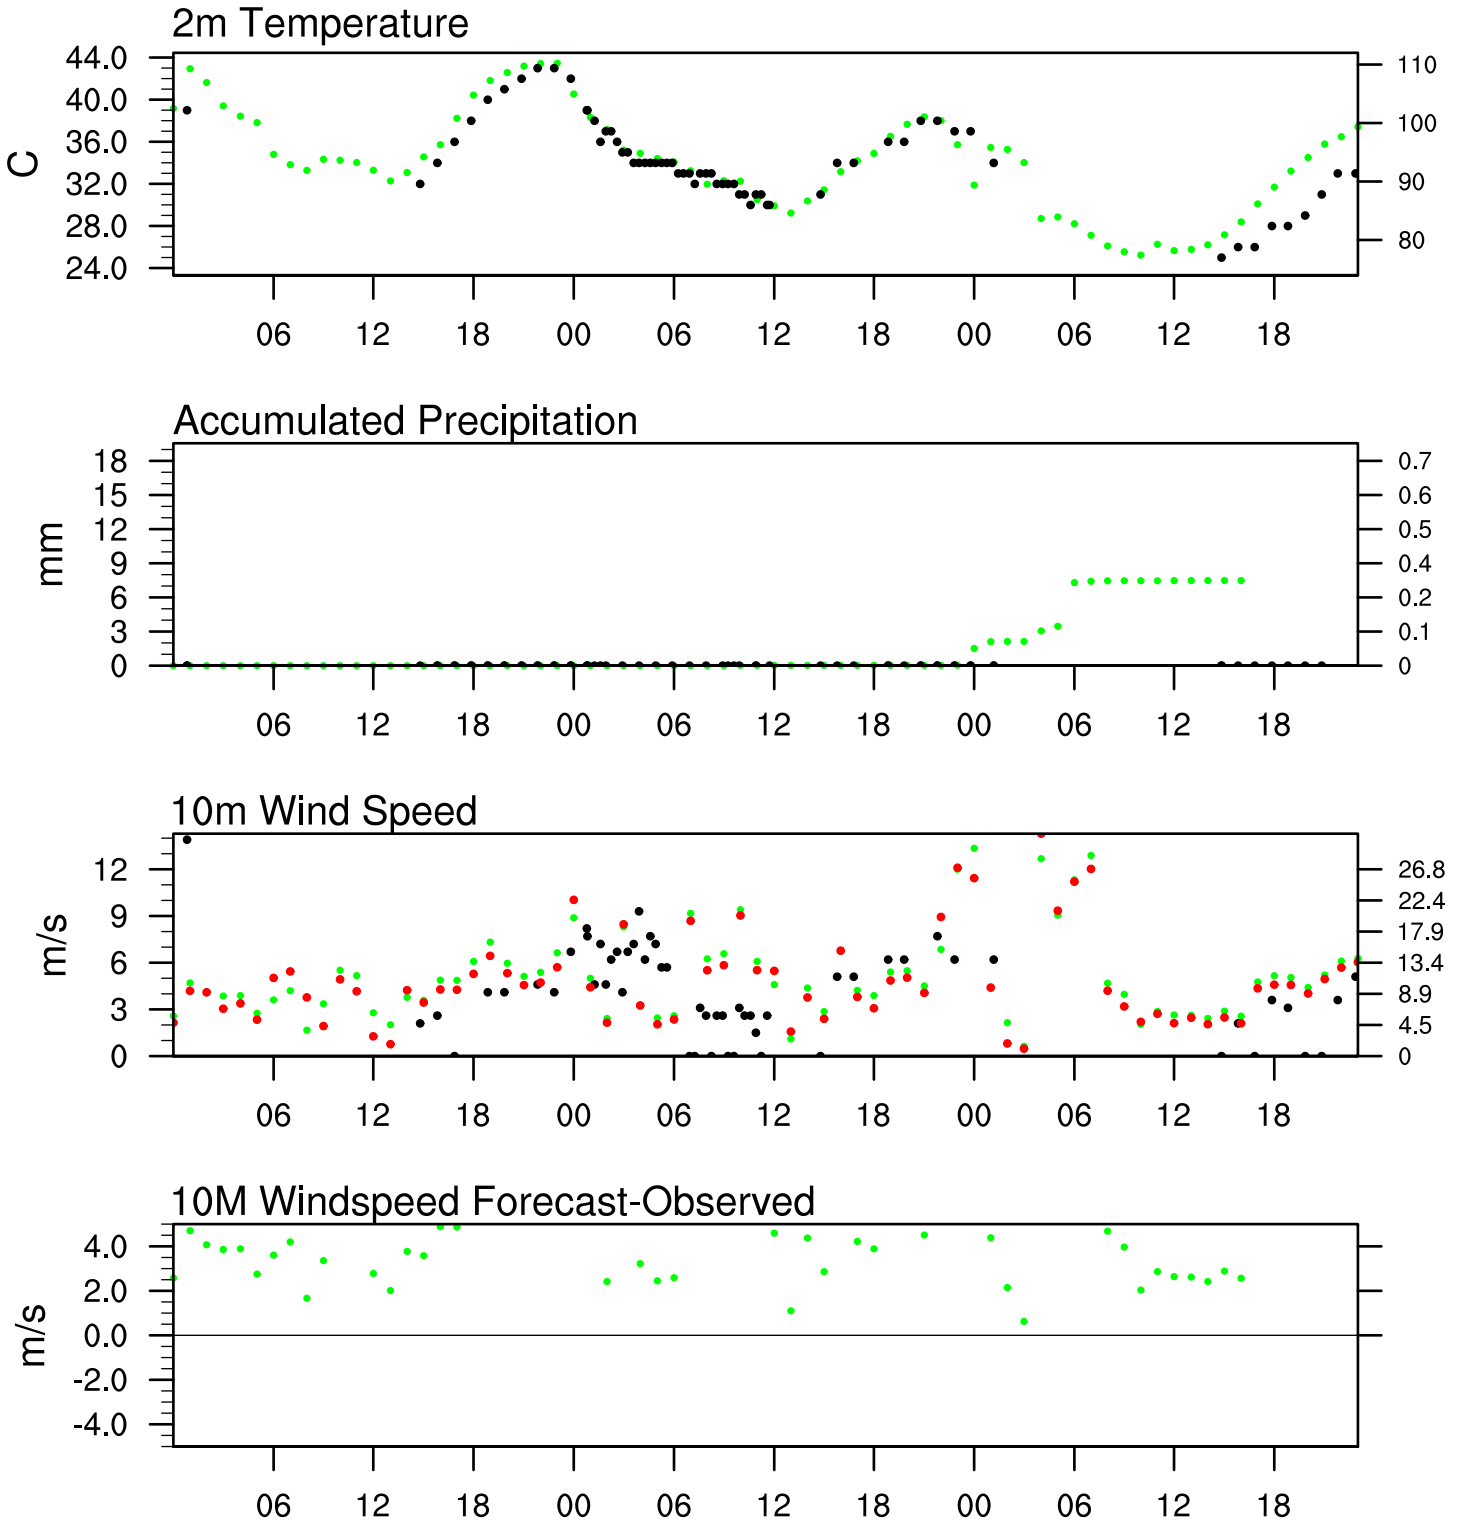 2m Temperature
44.0 110
40.0 100
36.0
C
32.0 90
28.0 80
24.0
06 12 18 00 06 12 18 00 06 12 18
Accumulated Precipitation
18 0.7
15 0.6
12 0.5
mm
9 0.4
6 0.2
3 0.1
0 0
06 12 18 00 06 12 18 00 06 12 18
10m Wind Speed
12 26.8
22.4
9 17.9
m/s
6 13.4
3 8.9
4.5
0 0
06 12 18 00 06 12 18 00 06 12 18
10M Windspeed Forecast-Observed
4.0
2.0
m/s
0.0
-2.0
-4.0
06 12 18 00 06 12 18 00 06 12 18